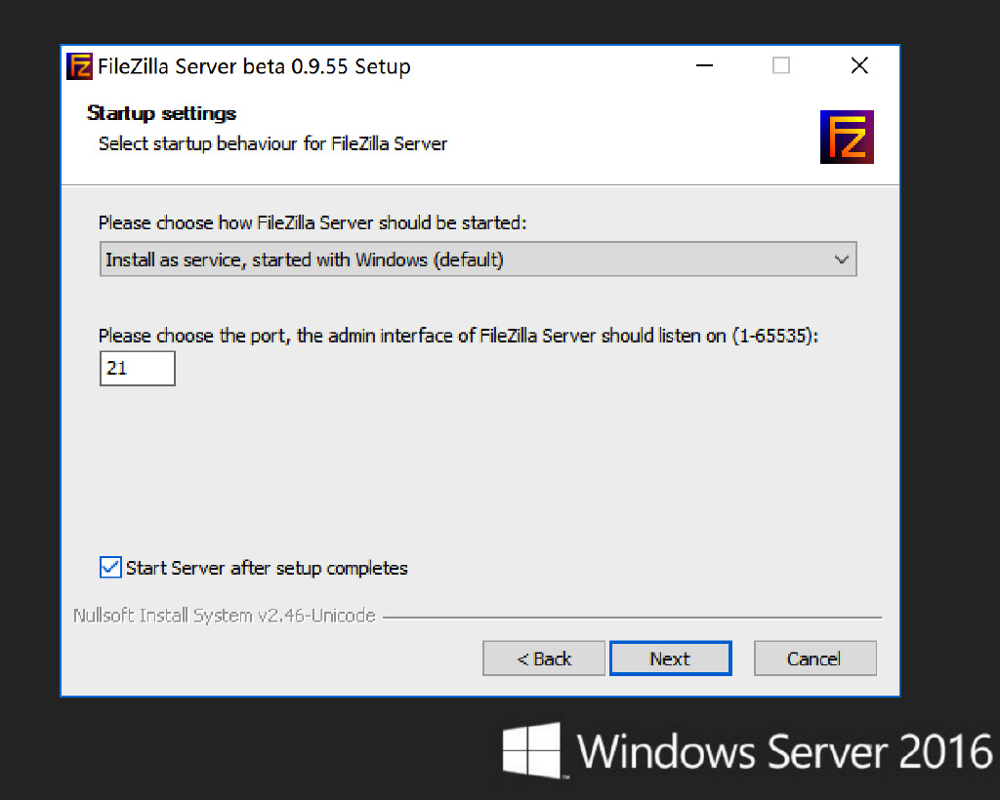 FZ FileZilla Server beta 0.9.55 Setup
Startup settings
Select startup behaviour for FileZilla Server
FZ
Please choose how FileZilla Server should be started:
Install as service, started with Windows (default)
Please choose the port, the admin interface of FileZilla Server should listen on (1-65535):
21
Start Server after setup completes
Nullsoft Install System v2.46-Unicode
< Back Next Cancel
Windows Server 2016